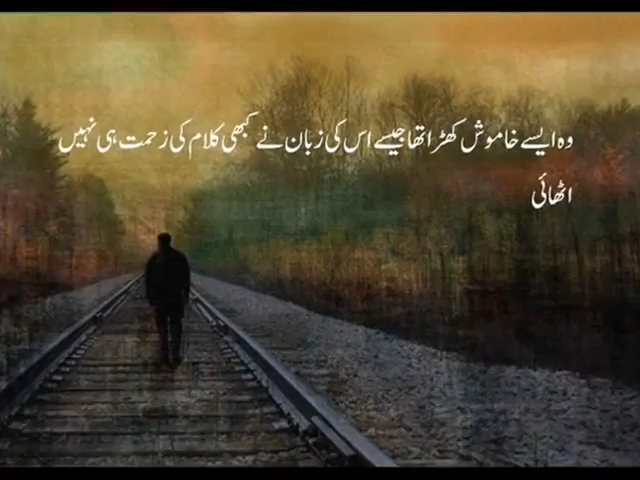 وہ ایسے خاموش کھڑا تھا جیسے اس کی زبان نے کبھی کلام کی زحمت ہی نہیں
اٹھائی